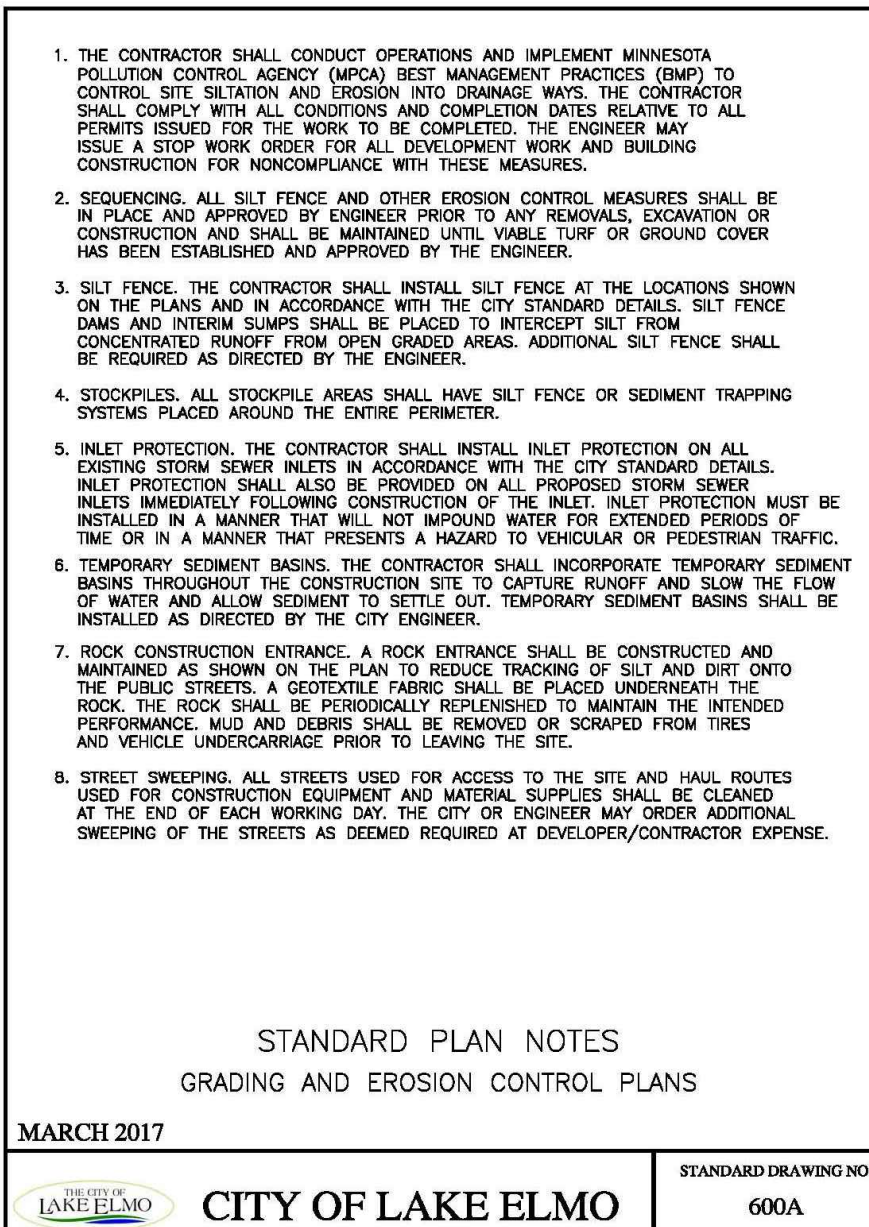 1. THE CONTRACTOR SHALL CONDUCT OPERATIONS AND IMPLEMENT MINNESOTA
POLLUTION CONTROL AGENCY (MPCA) BEST MANAGEMENT PRACTICES (BMP) TO
CONTROL SITE SILTATION AND EROSION INTO DRAINAGE WAYS. THE CONTRACTOR
SHALL COMPLY WITH ALL CONDITIONS AND COMPLETION DATES RELATIVE TO ALL
PERMITS ISSUED FOR THE WORK TO BE COMPLETED. THE ENGINEER MAY
ISSUE A STOP WORK ORDER FOR ALL DEVELOPMENT WORK AND BUILDING
CONSTRUCTION FOR NONCOMPLIANCE WITH THESE MEASURES.
2. SEQUENCING. ALL SILT FENCE AND OTHER EROSION CONTROL MEASURES SHALL BE
IN PLACE AND APPROVED BY ENGINEER PRIOR TO ANY REMOVALS, EXCAVATION OR
CONSTRUCTION AND SHALL BE MAINTAINED UNTIL VIABLE TURF OR GROUND COVER
HAS BEEN ESTABLISHED AND APPROVED BY THE ENGINEER.
3. SILT FENCE. THE CONTRACTOR SHALL INSTALL SILT FENCE AT THE LOCATIONS SHOWN
ON THE PLANS AND IN ACCORDANCE WITH THE CITY STANDARD DETAILS. SILT FENCE
DAMS AND INTERIM SUMPS SHALL BE PLACED TO INTERCEPT SILT FROM
CONCENTRATED RUNOFF FROM OPEN GRADED AREAS. ADDITIONAL SILT FENCE SHALL
BE REQUIRED AS DIRECTED BY THE ENGINEER.
4. STOCKPILES. ALL STOCKPILE AREAS SHALL HAVE SILT FENCE OR SEDIMENT TRAPPING
SYSTEMS PLACED AROUND THE ENTIRE PERIMETER.
5. INLET PROTECTION. THE CONTRACTOR SHALL INSTALL INLET PROTECTION ON ALL
EXISTING STORM SEWER INLETS IN ACCORDANCE WITH THE CITY STANDARD DETAILS.
INLET PROTECTION SHALL ALSO BE PROVIDED ON ALL PROPOSED STORM SEWER
INLETS IMMEDIATELY FOLLOWING CONSTRUCTION OF THE INLET. INLET PROTECTION MUST BE
INSTALLED IN A MANNER THAT WILL NOT IMPOUND WATER FOR EXTENDED PERIODS OF
TIME OR IN A MANNER THAT PRESENTS A HAZARD TO VEHICULAR OR PEDESTRIAN TRAFFIC.
6. TEMPORARY SEDIMENT BASINS. THE CONTRACTOR SHALL INCORPORATE TEMPORARY SEDIMENT
BASINS THROUGHOUT THE CONSTRUCTION SITE TO CAPTURE RUNOFF AND SLOW THE FLOW
OF WATER AND ALLOW SEDIMENT TO SETTLE OUT. TEMPORARY SEDIMENT BASINS SHALL BE
INSTALLED AS DIRECTED BY THE CITY ENGINEER.
7. ROCK CONSTRUCTION ENTRANCE. A ROCK ENTRANCE SHALL BE CONSTRUCTED AND
MAINTAINED AS SHOWN ON THE PLAN TO REDUCE TRACKING OF SILT AND DIRT ONTO
THE PUBLIC STREETS. A GEOTEXTILE FABRIC SHALL BE PLACED UNDERNEATH THE
ROCK. THE ROCK SHALL BE PERIODICALLY REPLENISHED TO MAINTAIN THE INTENDED
PERFORMANCE. MUD AND DEBRIS SHALL BE REMOVED OR SCRAPED FROM TIRES
AND VEHICLE UNDERCARRIAGE PRIOR TO LEAVING THE SITE.
8. STREET SWEEPING. ALL STREETS USED FOR ACCESS TO THE SITE AND HAUL ROUTES
USED FOR CONSTRUCTION EQUIPMENT AND MATERIAL SUPPLIES SHALL BE CLEANED
AT THE END OF EACH WORKING DAY. THE CITY OR ENGINEER MAY ORDER ADDITIONAL
SWEEPING OF THE STREETS AS DEEMED REQUIRED AT DEVELOPER/CONTRACTOR EXPENSE.
STANDARD PLAN NOTES
GRADING AND EROSION CONTROL PLANS
MARCH 2017
THE CITY OF
LAKE ELMO
CITY OF LAKE ELMO
STANDARD DRAWING NO
600A